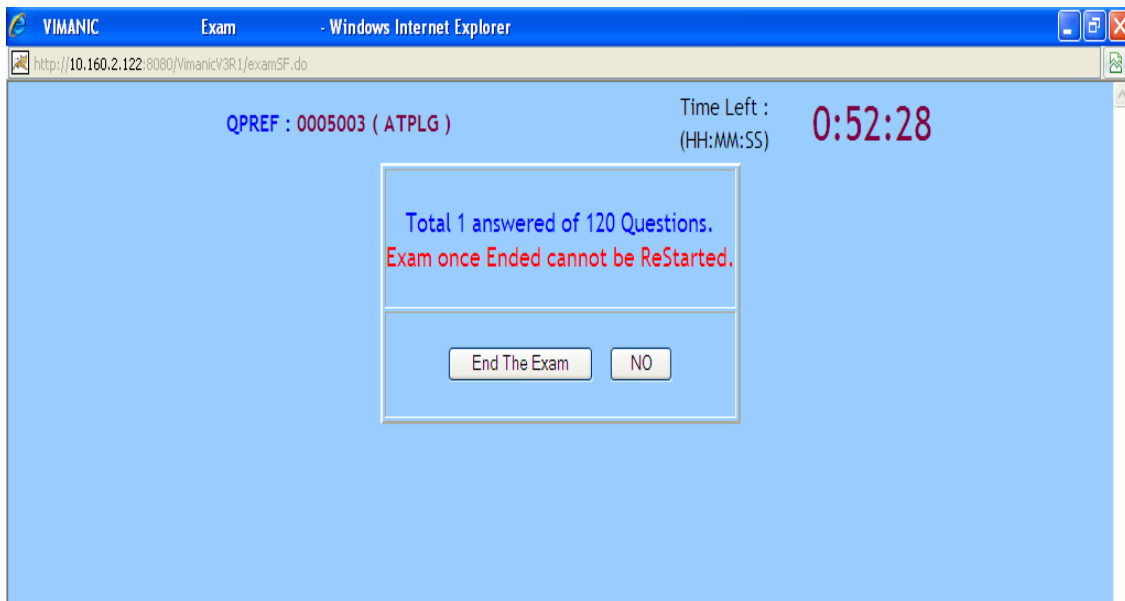 VIMANIC Exam - Windows Internet Explorer
http://10.160.2.122:8080/VimanicV3R1/examSF.do
QPREF : 0005003 ( ATPLG )
Time Left :
(HH:MM:SS)
0:52:28
Total 1 answered of 120 Questions.
Exam once Ended cannot be ReStarted.
End The Exam NO